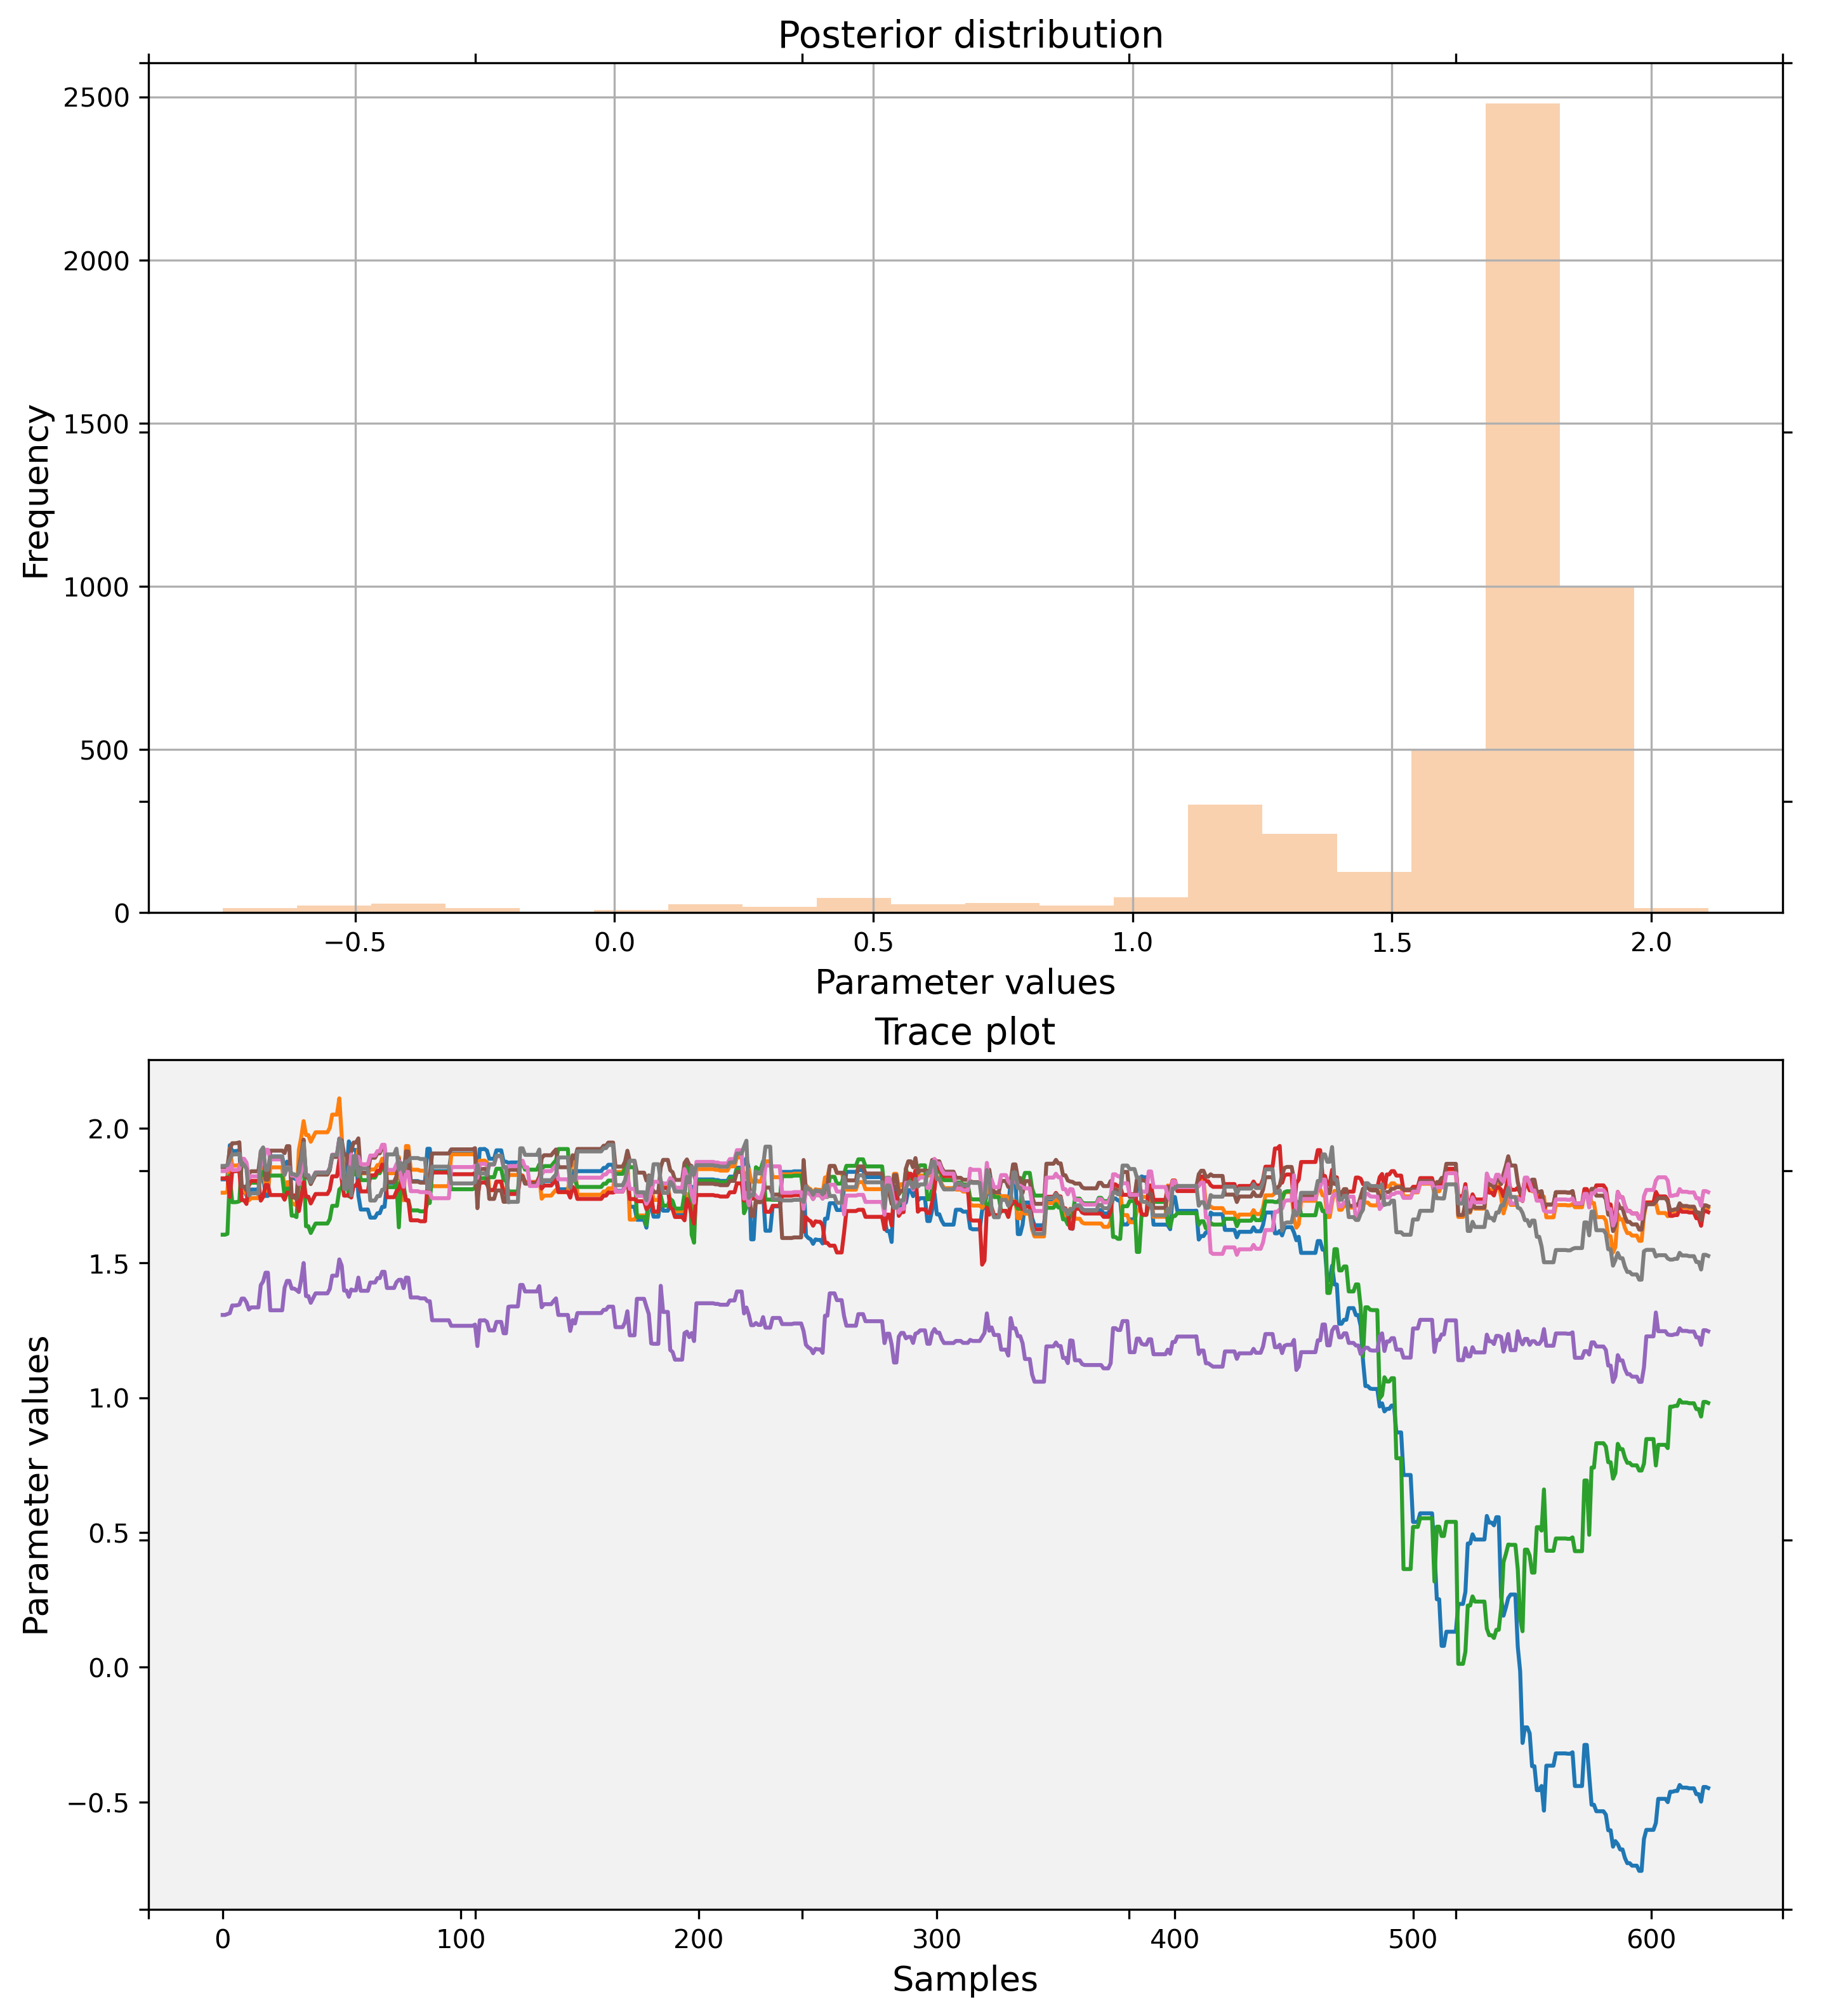 Posterior distribution
2500
2000
1500
1000
500
0
Frequency
−0.5 0.0 0.5 1.0 1.5 2.0
Parameter values
Trace plot
2.0
1.5
1.0
0.5
0.0
−0.5
Parameter values
0 100 200 300 400 500 600
Samples